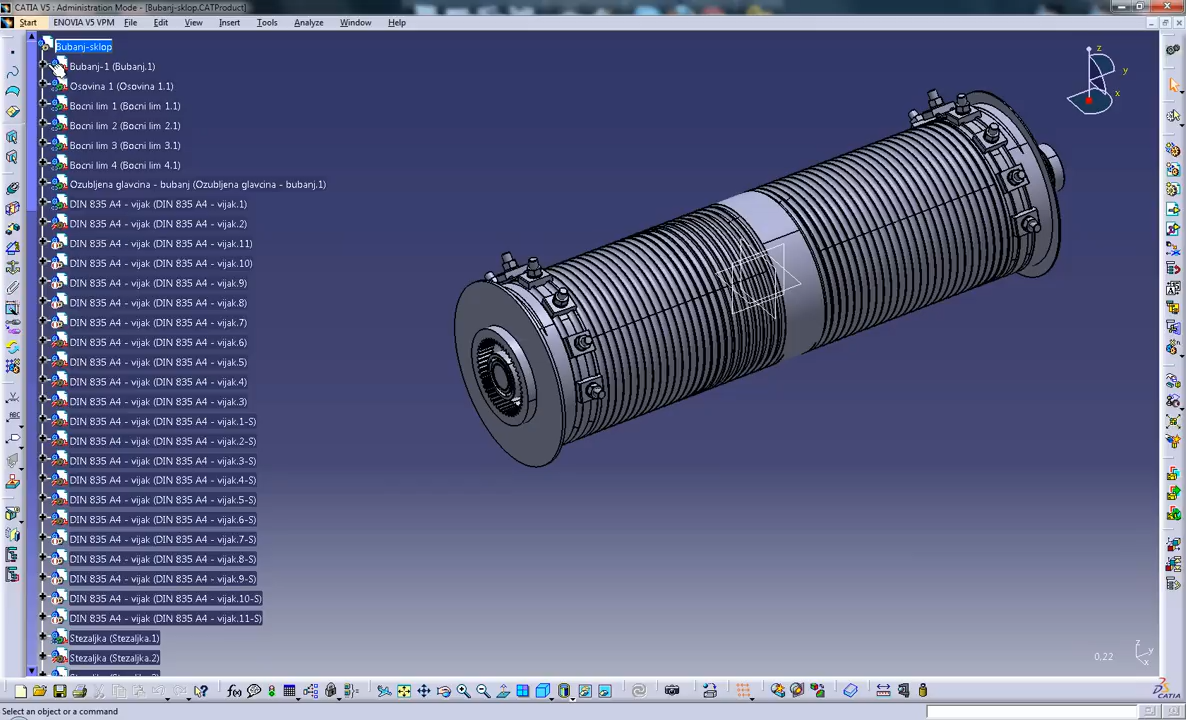 CATIA V5 : Administration Mode - [Bubanj-sklop.CATProduct]
Start ENOVIA V5 VPM File Edit View Insert Tools Analyze Window Help
Bubanj-sklop
Bubanj-1 (Bubanj.1)
Osovina 1 (Osovina 1.1)
Bocni lim 1 (Bocni lim 1.1)
Bocni lim 2 (Bocni lim 2.1)
Bocni lim 3 (Bocni lim 3.1)
Bocni lim 4 (Bocni lim 4.1)
Ozubljena glavcina - bubanj (Ozubljena glavcina - bubanj.1)
DIN 835 A4 - vijak (DIN 835 A4 - vijak.1)
DIN 835 A4 - vijak (DIN 835 A4 - vijak.2)
DIN 835 A4 - vijak (DIN 835 A4 - vijak.11)
DIN 835 A4 - vijak (DIN 835 A4 - vijak.10)
DIN 835 A4 - vijak (DIN 835 A4 - vijak.9)
DIN 835 A4 - vijak (DIN 835 A4 - vijak.8)
DIN 835 A4 - vijak (DIN 835 A4 - vijak.7)
DIN 835 A4 - vijak (DIN 835 A4 - vijak.6)
DIN 835 A4 - vijak (DIN 835 A4 - vijak.5)
DIN 835 A4 - vijak (DIN 835 A4 - vijak.4)
DIN 835 A4 - vijak (DIN 835 A4 - vijak.3)
DIN 835 A4 - vijak (DIN 835 A4 - vijak.1-S)
DIN 835 A4 - vijak (DIN 835 A4 - vijak.2-S)
DIN 835 A4 - vijak (DIN 835 A4 - vijak.3-S)
DIN 835 A4 - vijak (DIN 835 A4 - vijak.4-S)
DIN 835 A4 - vijak (DIN 835 A4 - vijak.5-S)
DIN 835 A4 - vijak (DIN 835 A4 - vijak.6-S)
DIN 835 A4 - vijak (DIN 835 A4 - vijak.7-S)
DIN 835 A4 - vijak (DIN 835 A4 - vijak.8-S)
DIN 835 A4 - vijak (DIN 835 A4 - vijak.9-S)
DIN 835 A4 - vijak (DIN 835 A4 - vijak.10-S)
DIN 835 A4 - vijak (DIN 835 A4 - vijak.11-S)
Stezaljka (Stezaljka.1)
Stezaljka (Stezaljka.2)
z
y
x
0,22
z
y
x
f(x)
CATIA
Select an object or a command